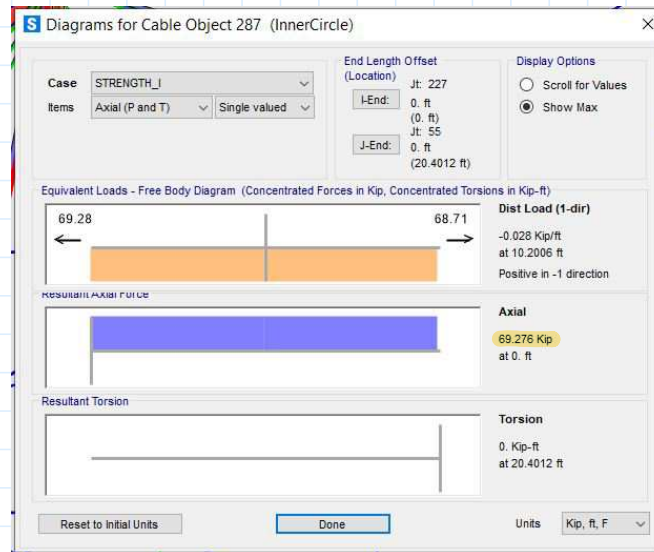 S Diagrams for Cable Object 287 (InnerCircle)
Case STRENGTH_I
Items Axial (P and T) Single valued
End Length Offset
(Location)
Jt: 227
I-End: 0. ft
(0. ft)
Jt: 55
J-End: 0. ft
(20.4012 ft)
Display Options
Scroll for Values
Show Max
Equivalent Loads - Free Body Diagram (Concentrated Forces in Kip, Concentrated Torsions in Kip-ft)
69.28 68.71
Dist Load (1-dir)
-0.028 Kip/ft
at 10.2006 ft
Positive in -1 direction
Resultant Axial Force
Axial
69.276 Kip
at 0. ft
Resultant Torsion
Torsion
0. Kip-ft
at 20.4012 ft
Reset to Initial Units Done Units Kip, ft, F